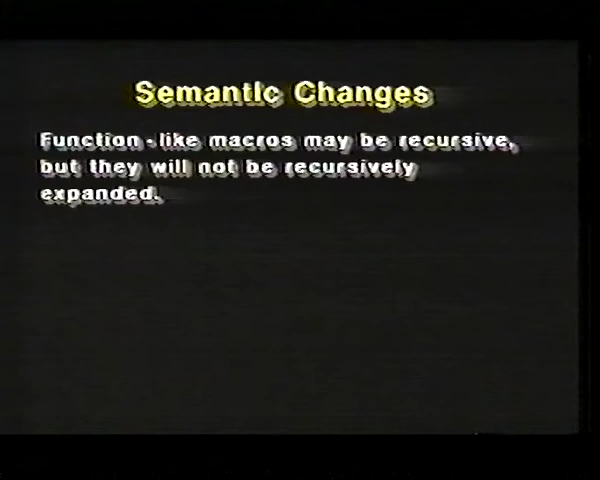 Semantic Changes
Function-like macros may be recursive,
but they will not be recursively
expanded.